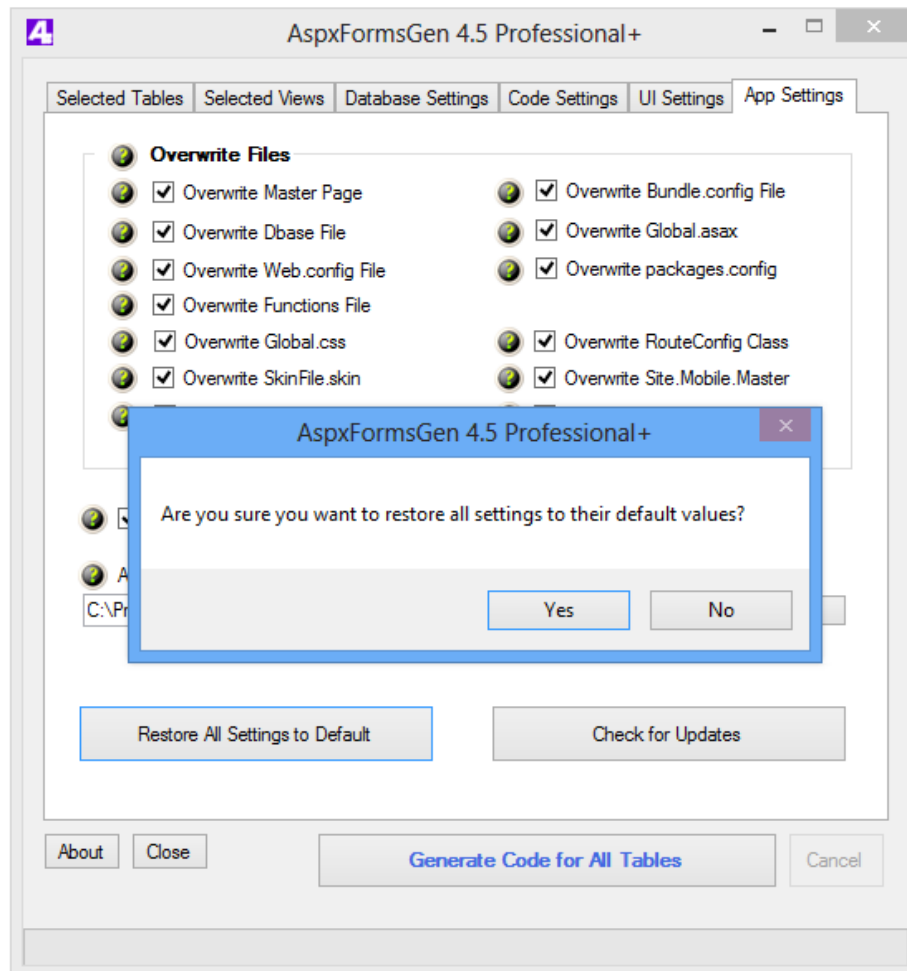 AspxFormsGen 4.5 Professional+
Selected Tables Selected Views Database Settings Code Settings UI Settings App Settings
Overwrite Files
Overwrite Master Page
Overwrite Dbase File
Overwrite Web.config File
Overwrite Functions File
Overwrite Global.css
Overwrite SkinFile.skin
Overwrite Bundle.config File
Overwrite Global.asax
Overwrite packages.config
Overwrite RouteConfig Class
Overwrite Site.Mobile.Master
AspxFormsGen 4.5 Professional+
Are you sure you want to restore all settings to their default values?
Yes No
C:\Pr
Restore All Settings to Default Check for Updates
About Close Generate Code for All Tables Cancel